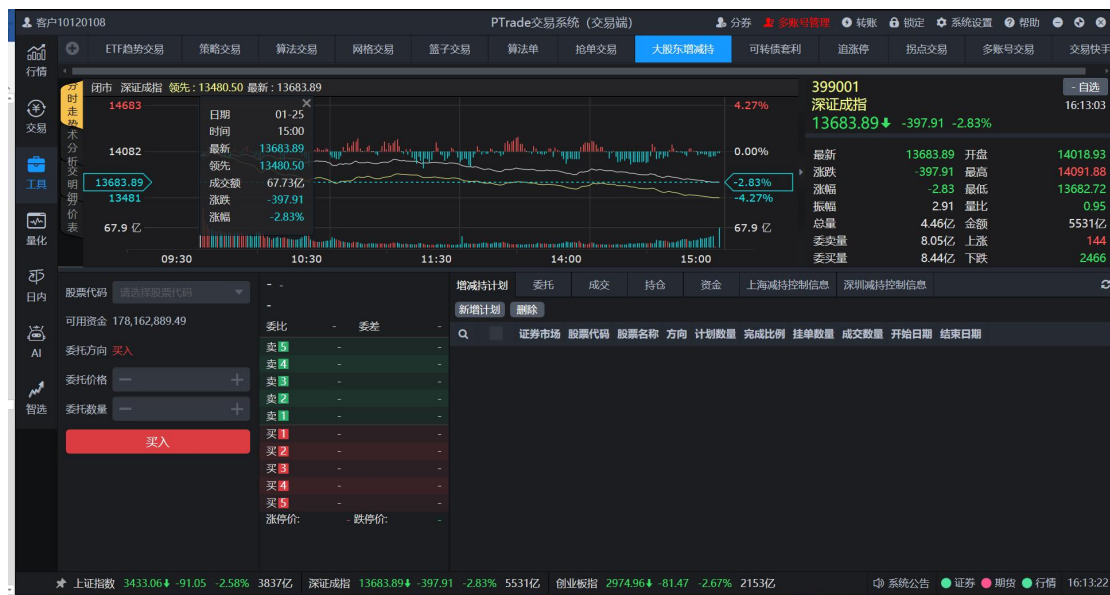 客户10120108 PTrade交易系统（交易端） 分券 多账号管理 转账 锁定 系统设置 帮助
ETF趋势交易 策略交易 算法交易 网格交易 篮子交易 算法单 抢单交易 大股东增减持 可转债套利 追涨停 拐点交易 多账号交易 交易快手
行情
交易
工具
量化
日内
AI
智选
分时走势
技术分析
交易明细
分价表
闭市 深证成指 领先: 13480.50 最新: 13683.89
14683 4.27%
14082 0.00%
13683.89 -2.83%
13481 -4.27%
67.9 亿 67.9 亿
日期 01-25
时间 15:00
最新 13683.89
领先 13480.50
成交额 67.73亿
涨跌 -397.91
涨幅 -2.83%
09:30 10:30 11:30 14:00 15:00
399001 - 自选
深证成指 16:13:03
13683.89 -397.91 -2.83%
最新 13683.89 开盘 14018.93
涨跌 -397.91 最高 14091.88
涨幅 -2.83 最低 13682.72
振幅 2.91 量比 0.95
总量 4.46亿 金额 5531亿
委卖量 8.05亿 上涨 144
委买量 8.44亿 下跌 2466
股票代码 请选择股票代码
可用资金 178,162,889.49
委托方向 买入
委托价格
委托数量
买入
- -
-
委比 - 委差 -
卖 5 - -
卖 4 - -
卖 3 - -
卖 2 - -
卖 1 - -
买 1 - -
买 2 - -
买 3 - -
买 4 - -
买 5 - -
涨停价: - 跌停价: -
增减持计划 委托 成交 持仓 资金 上海减持控制信息 深圳减持控制信息
新增计划 删除
证券市场 股票代码 股票名称 方向 计划数量 完成比例 挂单数量 成交数量 开始日期 结束日期
上证指数 3433.06 -91.05 -2.58% 3837亿 深证成指 13683.89 -397.91 -2.83% 5531亿 创业板指 2974.96 -81.47 -2.67% 2153亿 系统公告 证券 期货 行情 16:13:22